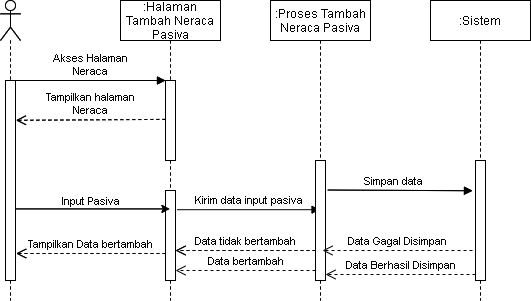 :Halaman
Tambah Neraca
Pasiva
:Proses Tambah
Neraca Pasiva
:Sistem
Akses Halaman
Neraca
Tampilkan halaman
Neraca
Simpan data
Input Pasiva
Kirim data input pasiva
Tampilkan Data bertambah
Data tidak bertambah
Data Gagal Disimpan
Data bertambah
Data Berhasil Disimpan